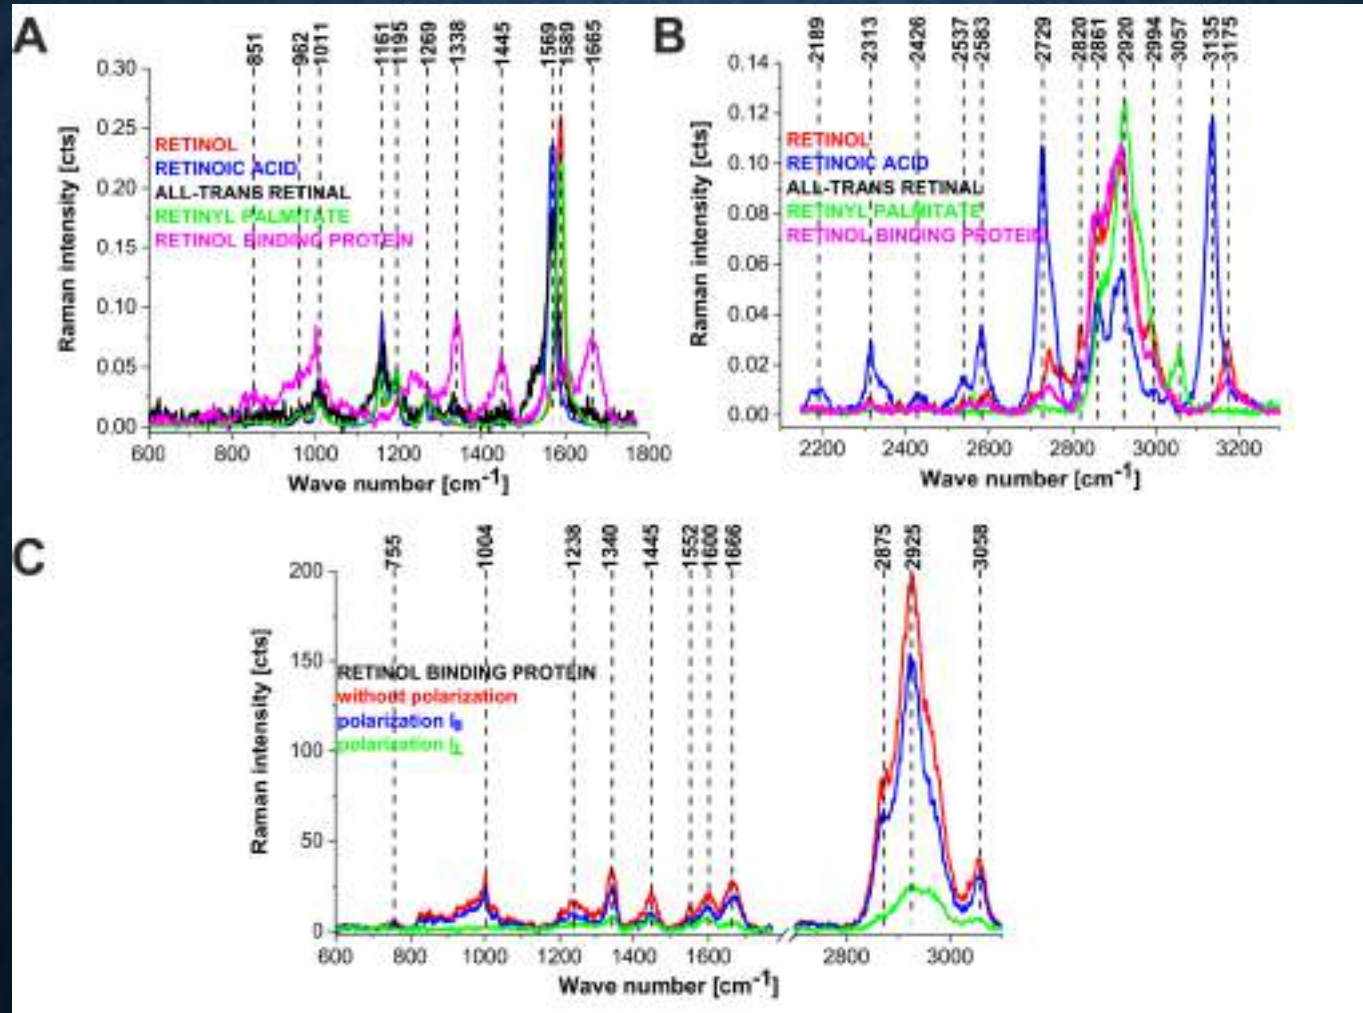 A
851
962
1011
1161
1195
1269
1338
1445
1569
1589
1665
0.30
0.25
0.20
0.15
0.10
0.05
0.00
Raman intensity [cts]
RETINOL
RETINOIC ACID
ALL-TRANS RETINAL
RETINYL PALMITATE
RETINOL BINDING PROTEIN
600 800 1000 1200 1400 1600 1800
Wave number [cm-1]
B
2189
2313
2426
2537
2583
2729
2820
2861
2920
2994
3057
3135
3175
0.14
0.12
0.10
0.08
0.06
0.04
0.02
0.00
Raman intensity [cts]
RETINOL
RETINOIC ACID
ALL-TRANS RETINAL
RETINYL PALMITATE
RETINOL BINDING PROTEIN
2200 2400 2600 2800 3000 3200
Wave number [cm-1]
C
755
1004
1238
1340
1445
1552
1600
1666
2875
2925
3058
200
150
100
50
0
Raman intensity [cts]
RETINOL BINDING PROTEIN
without polarization
polarization I
polarization I⊥
600 800 1000 1200 1400 1600 2800 3000
Wave number [cm-1]